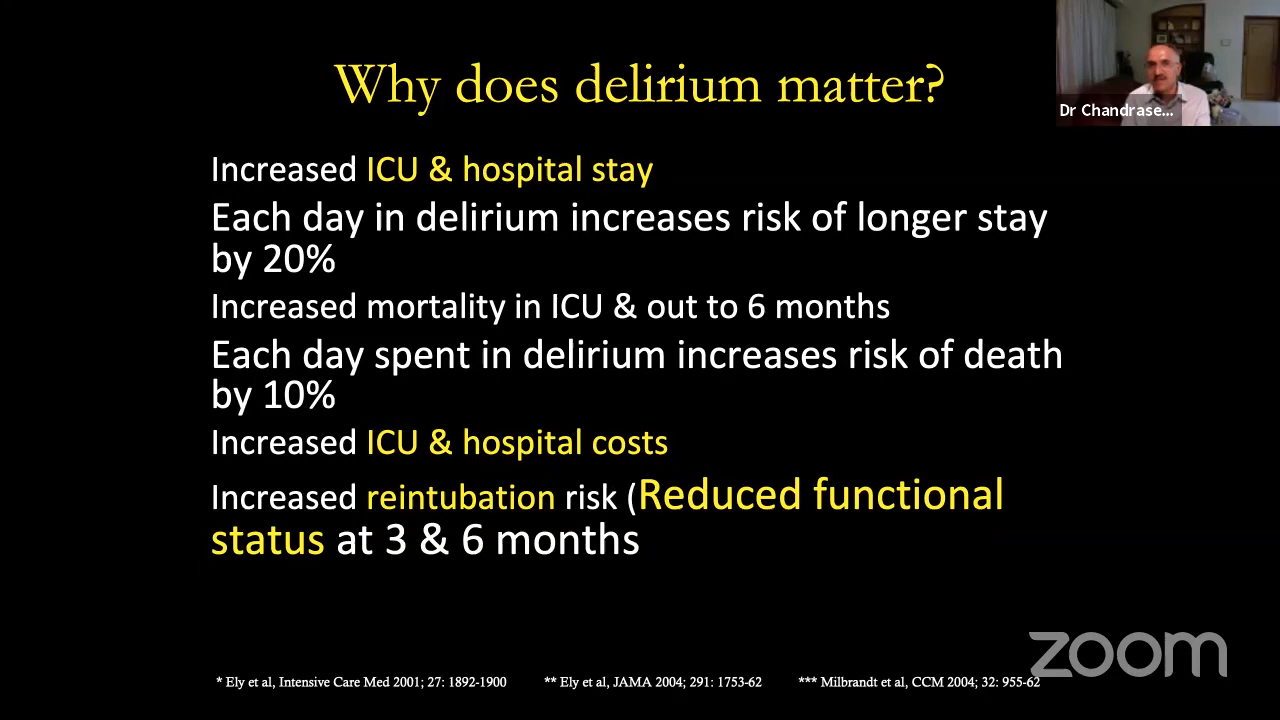 Why does delirium matter?
Dr Chandrase...
Increased ICU & hospital stay
Each day in delirium increases risk of longer stay
by 20%
Increased mortality in ICU & out to 6 months
Each day spent in delirium increases risk of death
by 10%
Increased ICU & hospital costs
Increased reintubation risk (Reduced functional
status at 3 & 6 months
zoom
* Ely et al, Intensive Care Med 2001; 27: 1892-1900 ** Ely et al, JAMA 2004; 291: 1753-62 *** Milbrandt et al, CCM 2004; 32: 955-62